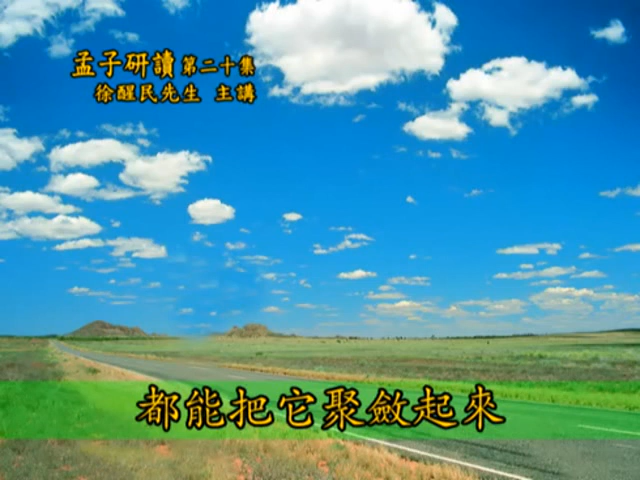 孟子研讀 第二十集
徐醒民先生 主講
都能把它聚斂起來